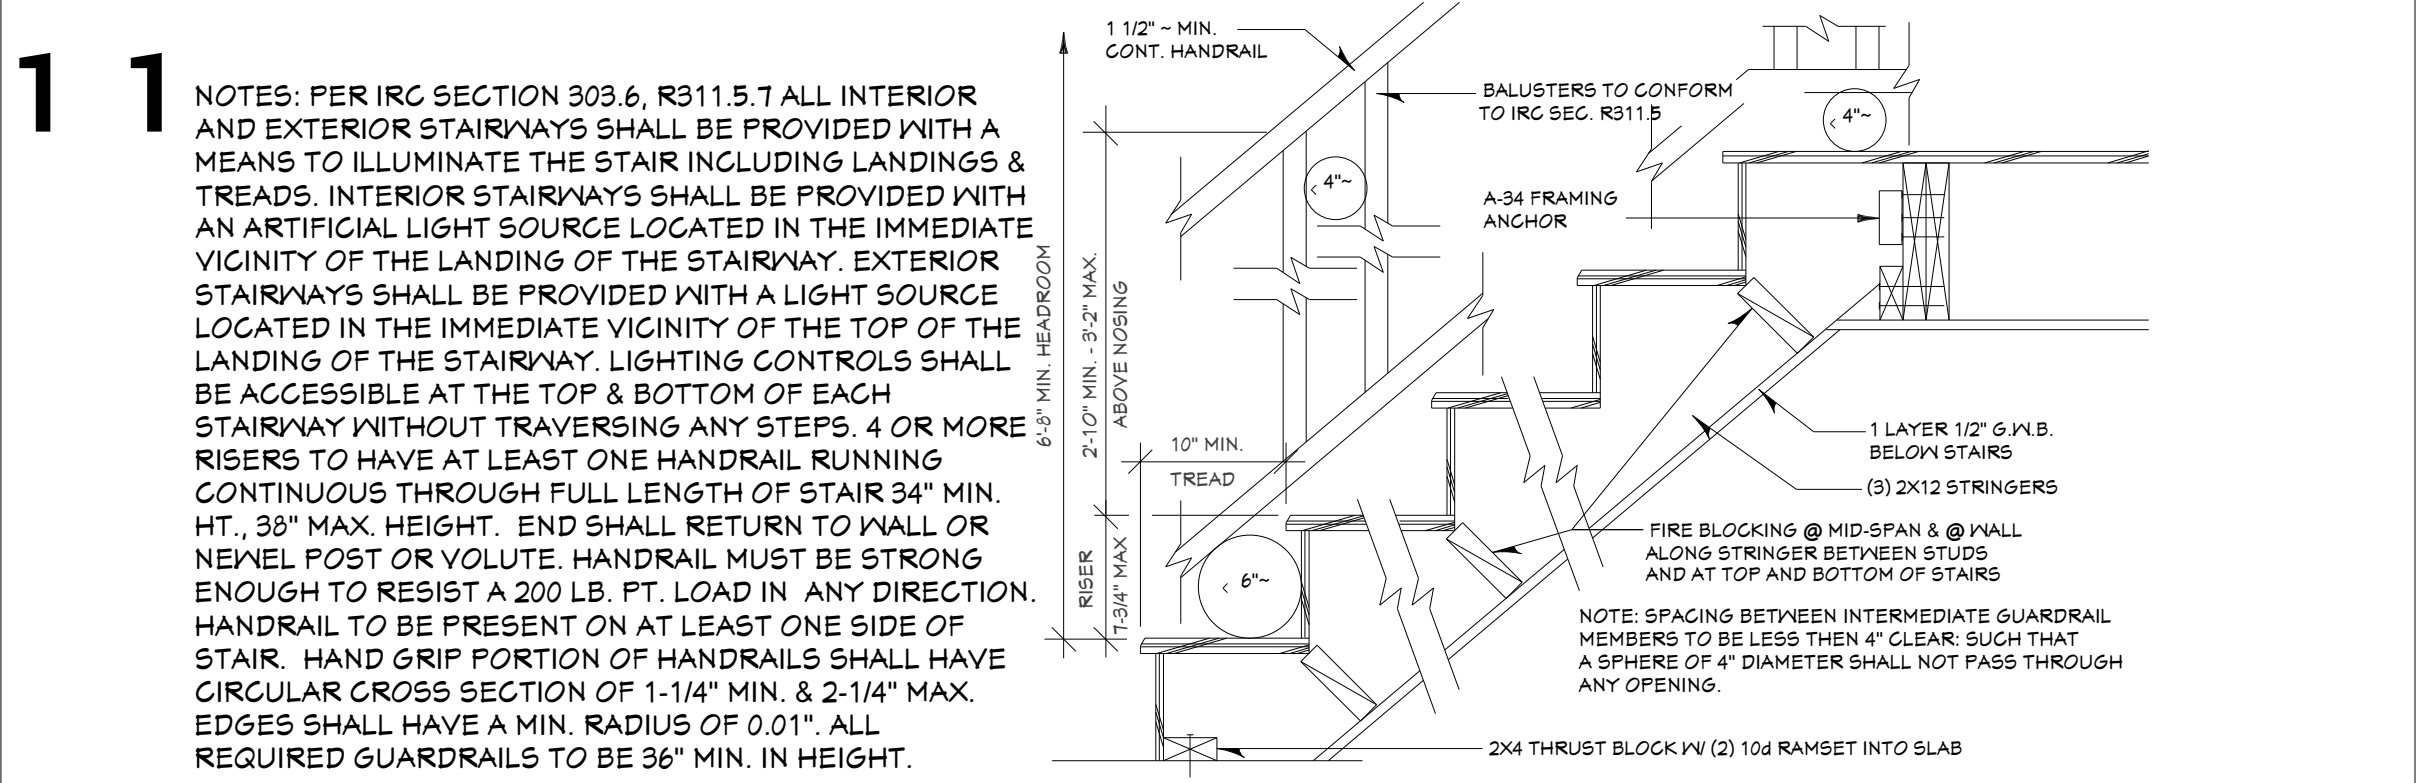 1 1
NOTES: PER IRC SECTION 303.6, R311.5.7 ALL INTERIOR
AND EXTERIOR STAIRWAYS SHALL BE PROVIDED WITH A
MEANS TO ILLUMINATE THE STAIR INCLUDING LANDINGS &
TREADS. INTERIOR STAIRWAYS SHALL BE PROVIDED WITH
AN ARTIFICIAL LIGHT SOURCE LOCATED IN THE IMMEDIATE
VICINITY OF THE LANDING OF THE STAIRWAY. EXTERIOR
STAIRWAYS SHALL BE PROVIDED WITH A LIGHT SOURCE
LOCATED IN THE IMMEDIATE VICINITY OF THE TOP OF THE
LANDING OF THE STAIRWAY. LIGHTING CONTROLS SHALL
BE ACCESSIBLE AT THE TOP & BOTTOM OF EACH
STAIRWAY WITHOUT TRAVERSING ANY STEPS. 4 OR MORE
RISERS TO HAVE AT LEAST ONE HANDRAIL RUNNING
CONTINUOUS THROUGH FULL LENGTH OF STAIR 34" MIN.
HT., 38" MAX. HEIGHT. END SHALL RETURN TO WALL OR
NEWEL POST OR VOLUTE. HANDRAIL MUST BE STRONG
ENOUGH TO RESIST A 200 LB. PT. LOAD IN ANY DIRECTION.
HANDRAIL TO BE PRESENT ON AT LEAST ONE SIDE OF
STAIR. HAND GRIP PORTION OF HANDRAILS SHALL HAVE
CIRCULAR CROSS SECTION OF 1-1/4" MIN. & 2-1/4" MAX.
EDGES SHALL HAVE A MIN. RADIUS OF 0.01". ALL
REQUIRED GUARDRAILS TO BE 36" MIN. IN HEIGHT.
6'-8" MIN. HEADROOM
2'-10" MIN. - 3'-2" MAX.
ABOVE NOSING
RISER
7-3/4" MAX
10" MIN.
TREAD
1 1/2" ~ MIN.
CONT. HANDRAIL
BALUSTERS TO CONFORM
TO IRC SEC. R311.5
< 4"~
< 4"~
< 6"~
A-34 FRAMING
ANCHOR
1 LAYER 1/2" G.W.B.
BELOW STAIRS
(3) 2X12 STRINGERS
FIRE BLOCKING @ MID-SPAN & @ WALL
ALONG STRINGER BETWEEN STUDS
AND AT TOP AND BOTTOM OF STAIRS
NOTE: SPACING BETWEEN INTERMEDIATE GUARDRAIL
MEMBERS TO BE LESS THEN 4" CLEAR: SUCH THAT
A SPHERE OF 4" DIAMETER SHALL NOT PASS THROUGH
ANY OPENING.
2X4 THRUST BLOCK W/ (2) 10d RAMSET INTO SLAB